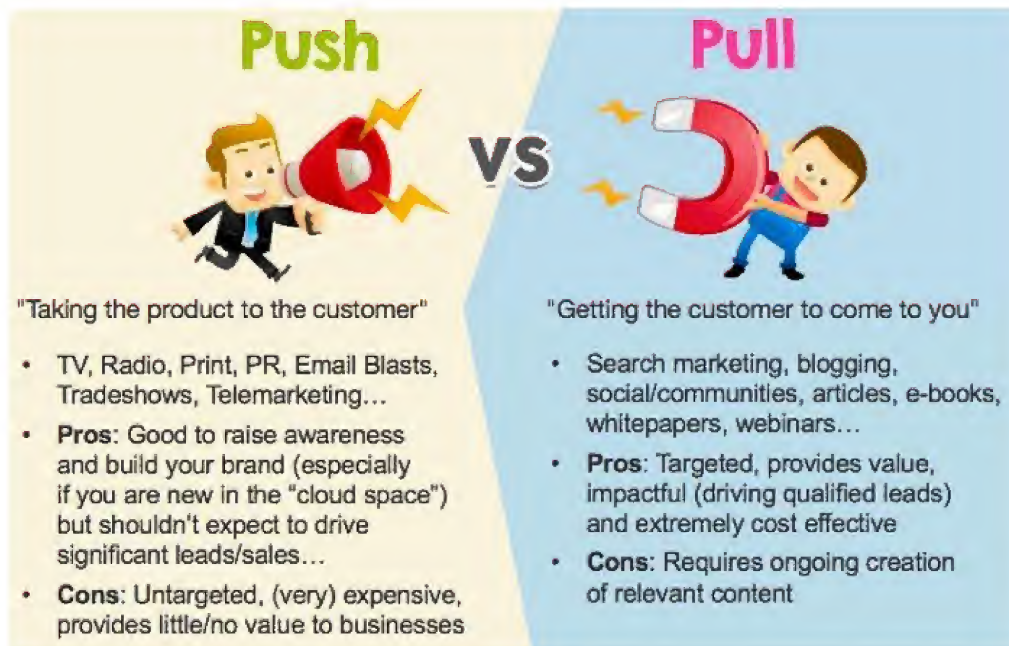 Push
"Taking the product to the customer"
• TV, Radio, Print, PR, Email Blasts,
Tradeshows, Telemarketing...
• Pros: Good to raise awareness
and build your brand (especially
if you are new in the “cloud space”)
but shouldn't expect to drive
significant leads/sales...
• Cons: Untargeted, (very) expensive,
provides little/no value to businesses
VS
Pull
"Getting the customer to come to you"
• Search marketing, blogging,
social/communities, articles, e-books,
whitepapers, webinars...
• Pros: Targeted, provides value,
impactful (driving qualified leads)
and extremely cost effective
• Cons: Requires ongoing creation
of relevant content